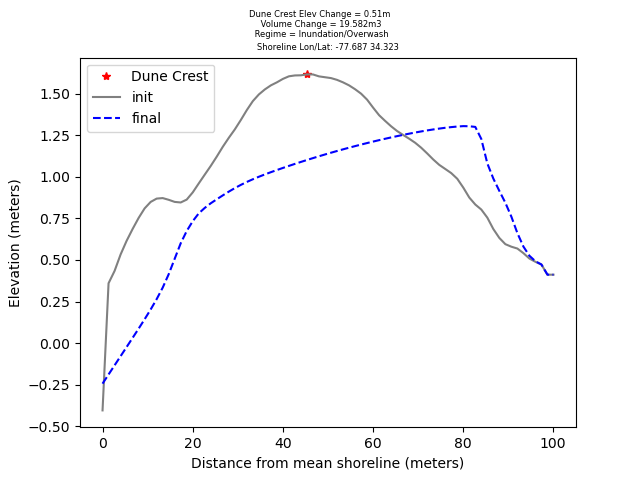 Dune Crest Elev Change = 0.51m
Volume Change = 19.582m3
Regime = Inundation/Overwash
Shoreline Lon/Lat: -77.687 34.323
Dune Crest
init
final
1.50
1.25
1.00
0.75
0.50
0.25
0.00
−0.25
−0.50
Elevation (meters)
0 20 40 60 80 100
Distance from mean shoreline (meters)